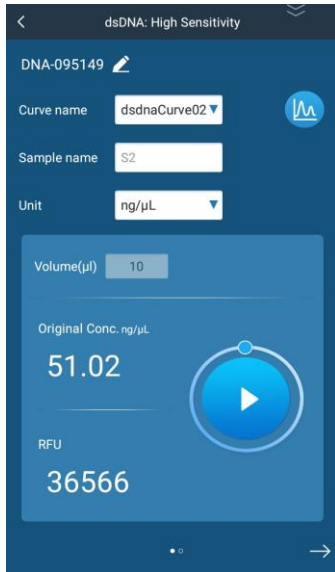 dsDNA: High Sensitivity
DNA-095149
Curve name dsdnaCurve02
Sample name S2
Unit ng/µL
Volume(µl) 10
Original Conc. ng/µL
51.02
RFU
36566